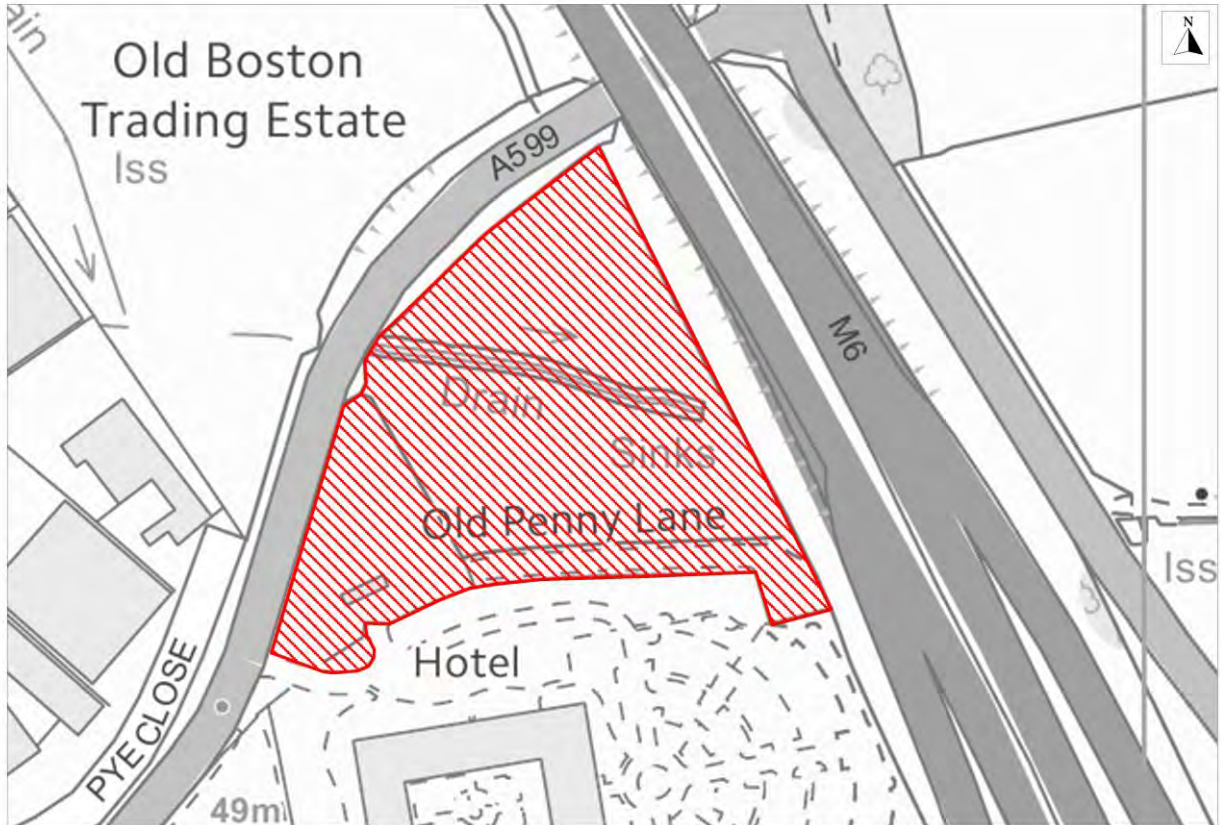 ain
N
Old Boston
Trading Estate
Iss
A599
M6
Drain
Sinks
Old Penny Lane
Iss
Hotel
PYE CLOSE
49m